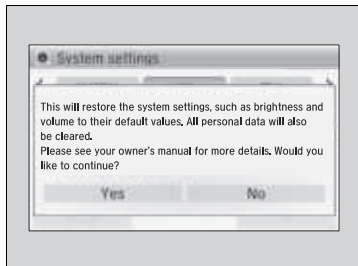 System settings
This will restore the system settings, such as brightness and
volume to their default values. All personal data will also
be cleared.
Please see your owner's manual for more details. Would you
like to continue?
Yes
No